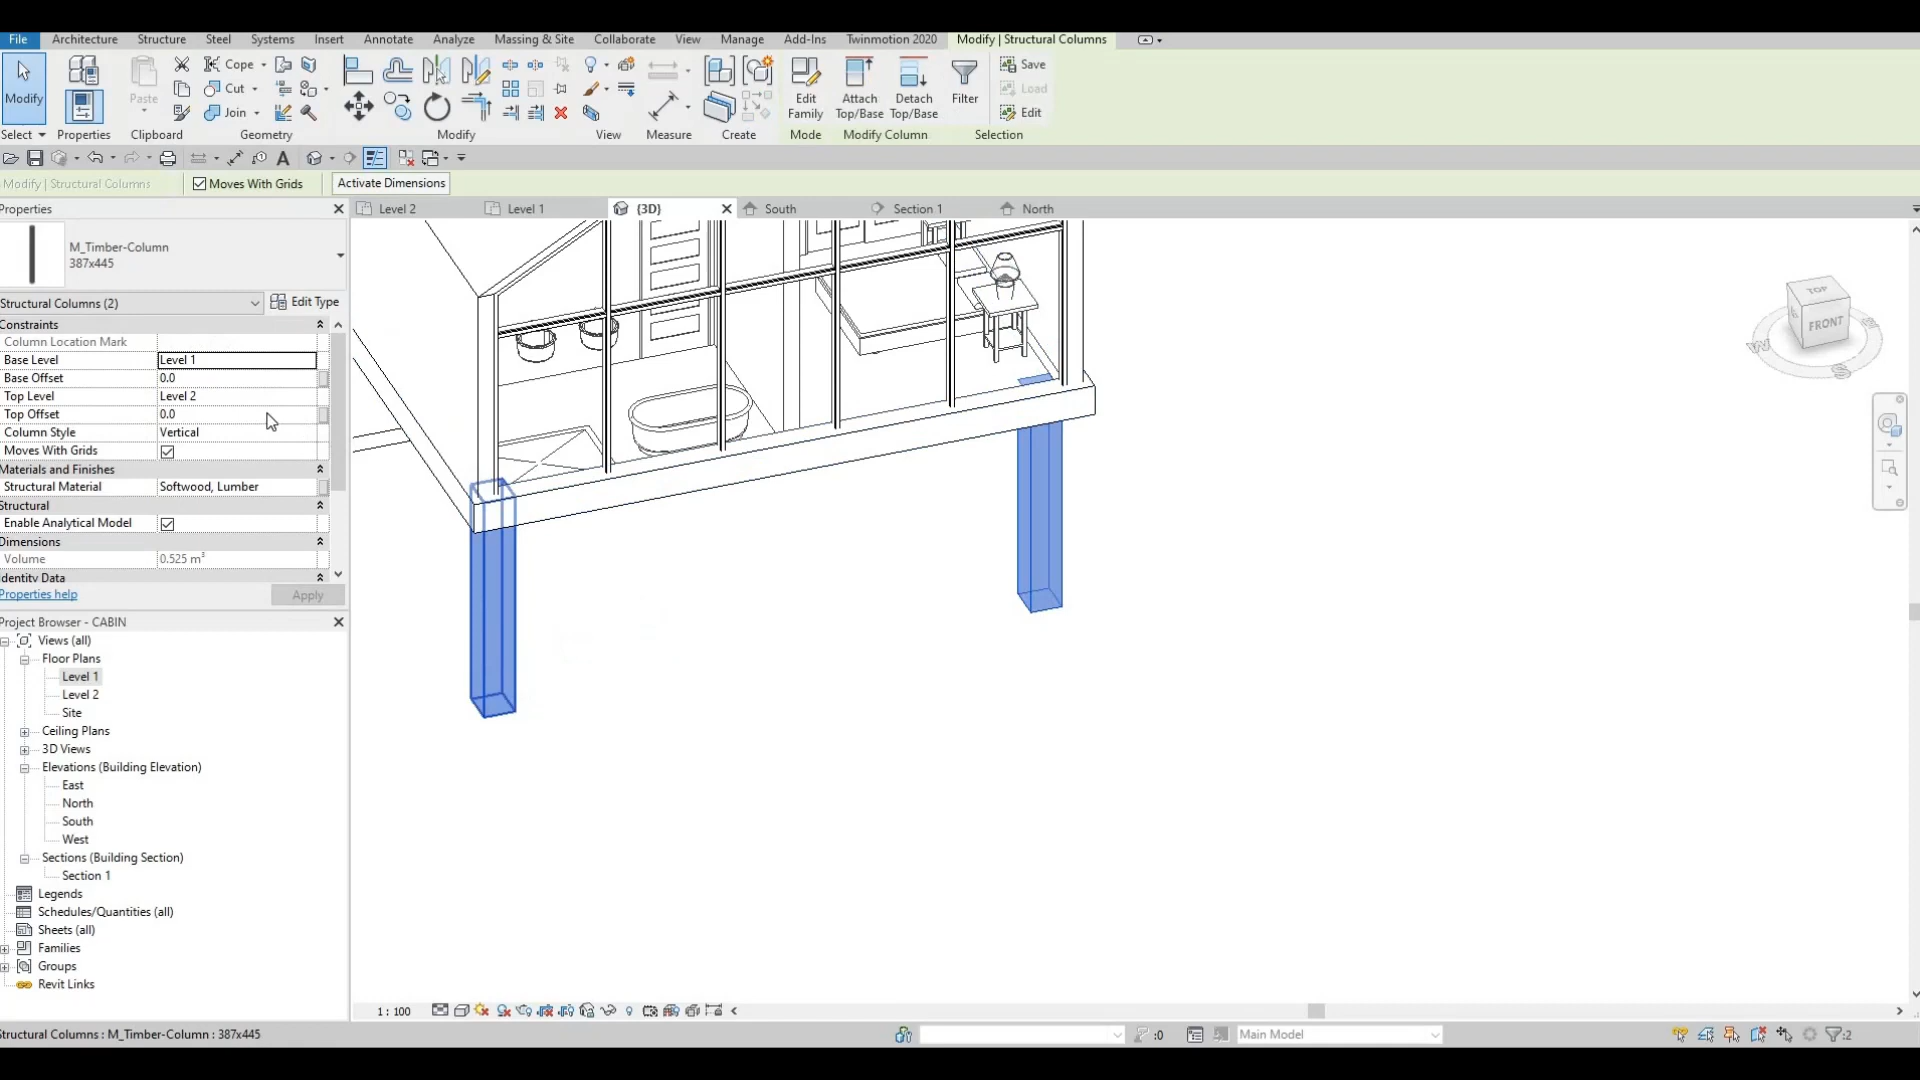 File Architecture Structure Steel Systems Insert Annotate Analyze Massing & Site Collaborate View Manage Add-Ins Twinmotion 2020 Modify | Structural Columns
Modify
Paste
Cope
Cut
Join
Edit Family
Attach Top/Base
Detach Top/Base
Filter
Save
Load
Edit
Select Properties Clipboard Geometry Modify View Measure Create Mode Modify Column Selection
Modify | Structural Columns Moves With Grids Activate Dimensions
Properties
Level 2 Level 1 {3D} South Section 1 North
M_Timber-Column
387x445
Structural Columns (2) Edit Type
Constraints
Column Location Mark
Base Level Level 1
Base Offset 0.0
Top Level Level 2
Top Offset 0.0
Column Style Vertical
Moves With Grids
Materials and Finishes
Structural Material Softwood, Lumber
Structural
Enable Analytical Model
Dimensions
Volume 0.525 m³
Identity Data
Properties help Apply
Project Browser - CABIN
Views (all)
Floor Plans
Level 1
Level 2
Site
Ceiling Plans
3D Views
Elevations (Building Elevation)
East
North
South
West
Sections (Building Section)
Section 1
Legends
Schedules/Quantities (all)
Sheets (all)
Families
Groups
Revit Links
TOP
FRONT
W
1 : 100
Structural Columns : M_Timber-Column : 387x445
:0
Main Model
:2